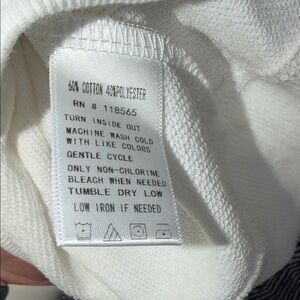 60% COTTON 40%POLYESTER
RN # 118565
TURN INSIDE OUT
MACHINE WASH COLD
WITH LIKE COLORS
GENTLE CYCLE
ONLY NON-CHLORINE
BLEACH WHEN NEEDED
TUMBLE DRY LOW
LOW IRON IF NEEDED